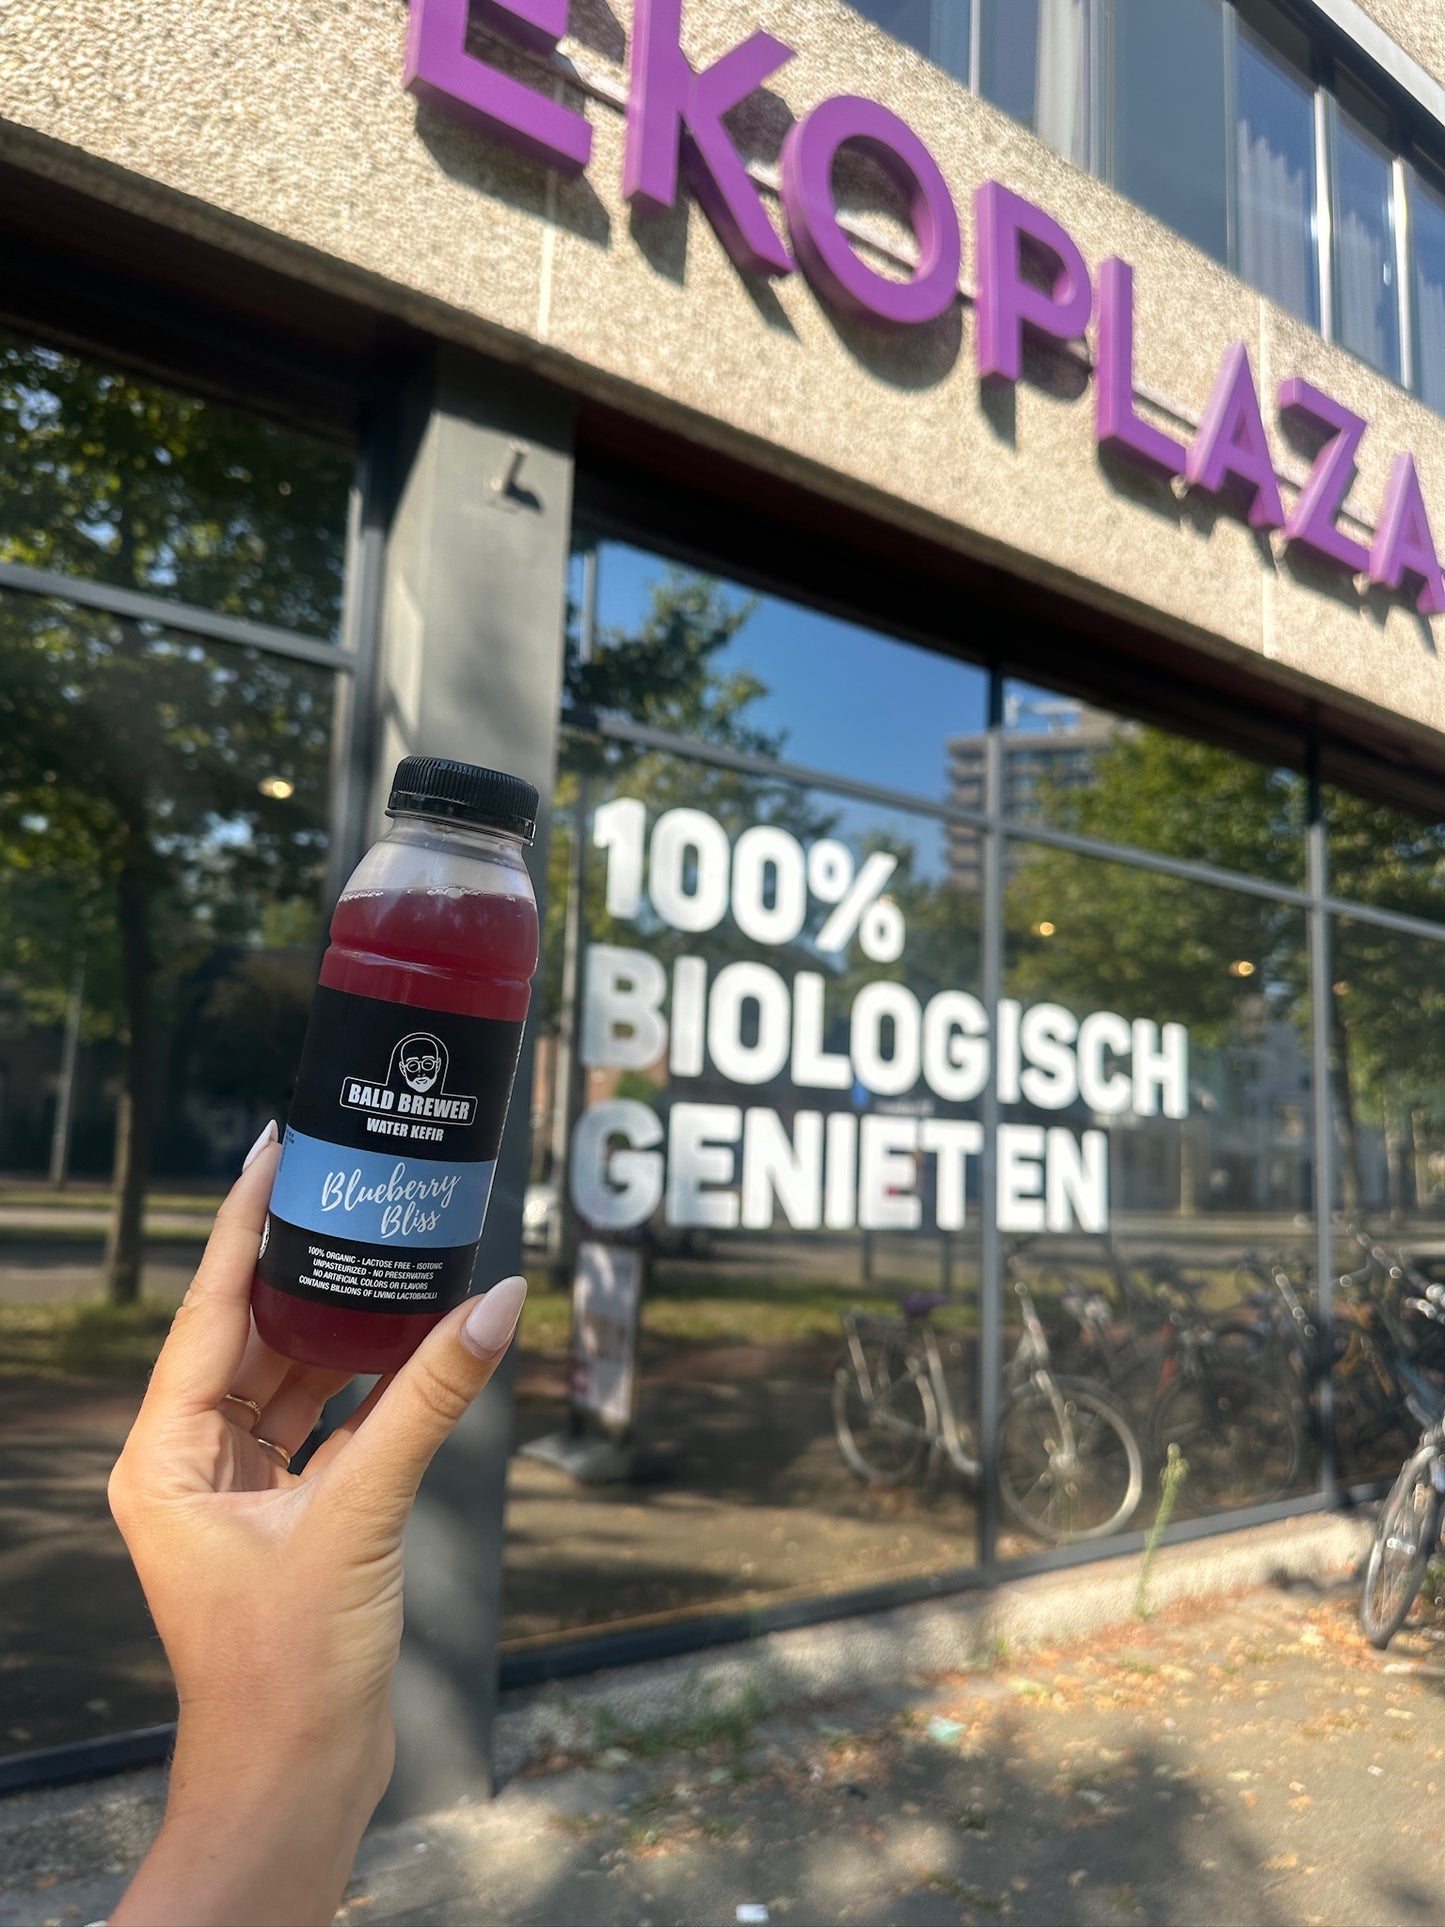 EKOPLAZA
100%
BIOLOGISCH
GENIETEN
BALD BREWER
WATER KEFIR
Blueberry
Bliss
100% ORGANIC - LACTOSE FREE - ISOTONIC
UNPASTEURIZED - NO PRESERVATIVES
NO ARTIFICIAL COLORS OR FLAVORS
CONTAINS BILLIONS OF LIVING LACTOBACILLI